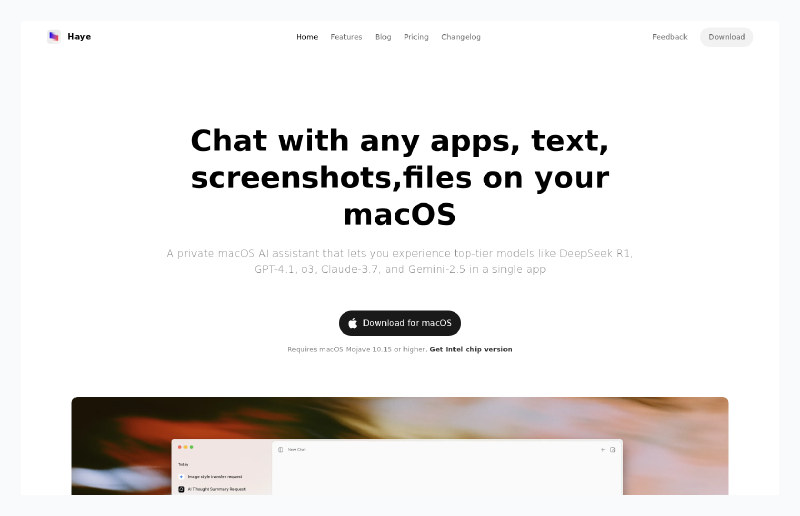 Haye
Home Features Blog Pricing Changelog
Feedback Download
Chat with any apps, text,
screenshots,files on your
macOS
A private macOS AI assistant that lets you experience top-tier models like DeepSeek R1,
GPT-4.1, o3, Claude-3.7, and Gemini-2.5 in a single app
Download for macOS
Requires macOS Mojave 10.15 or higher. Get Intel chip version
New Chat
Today
Image style transfer request
AI Thought Summary Request